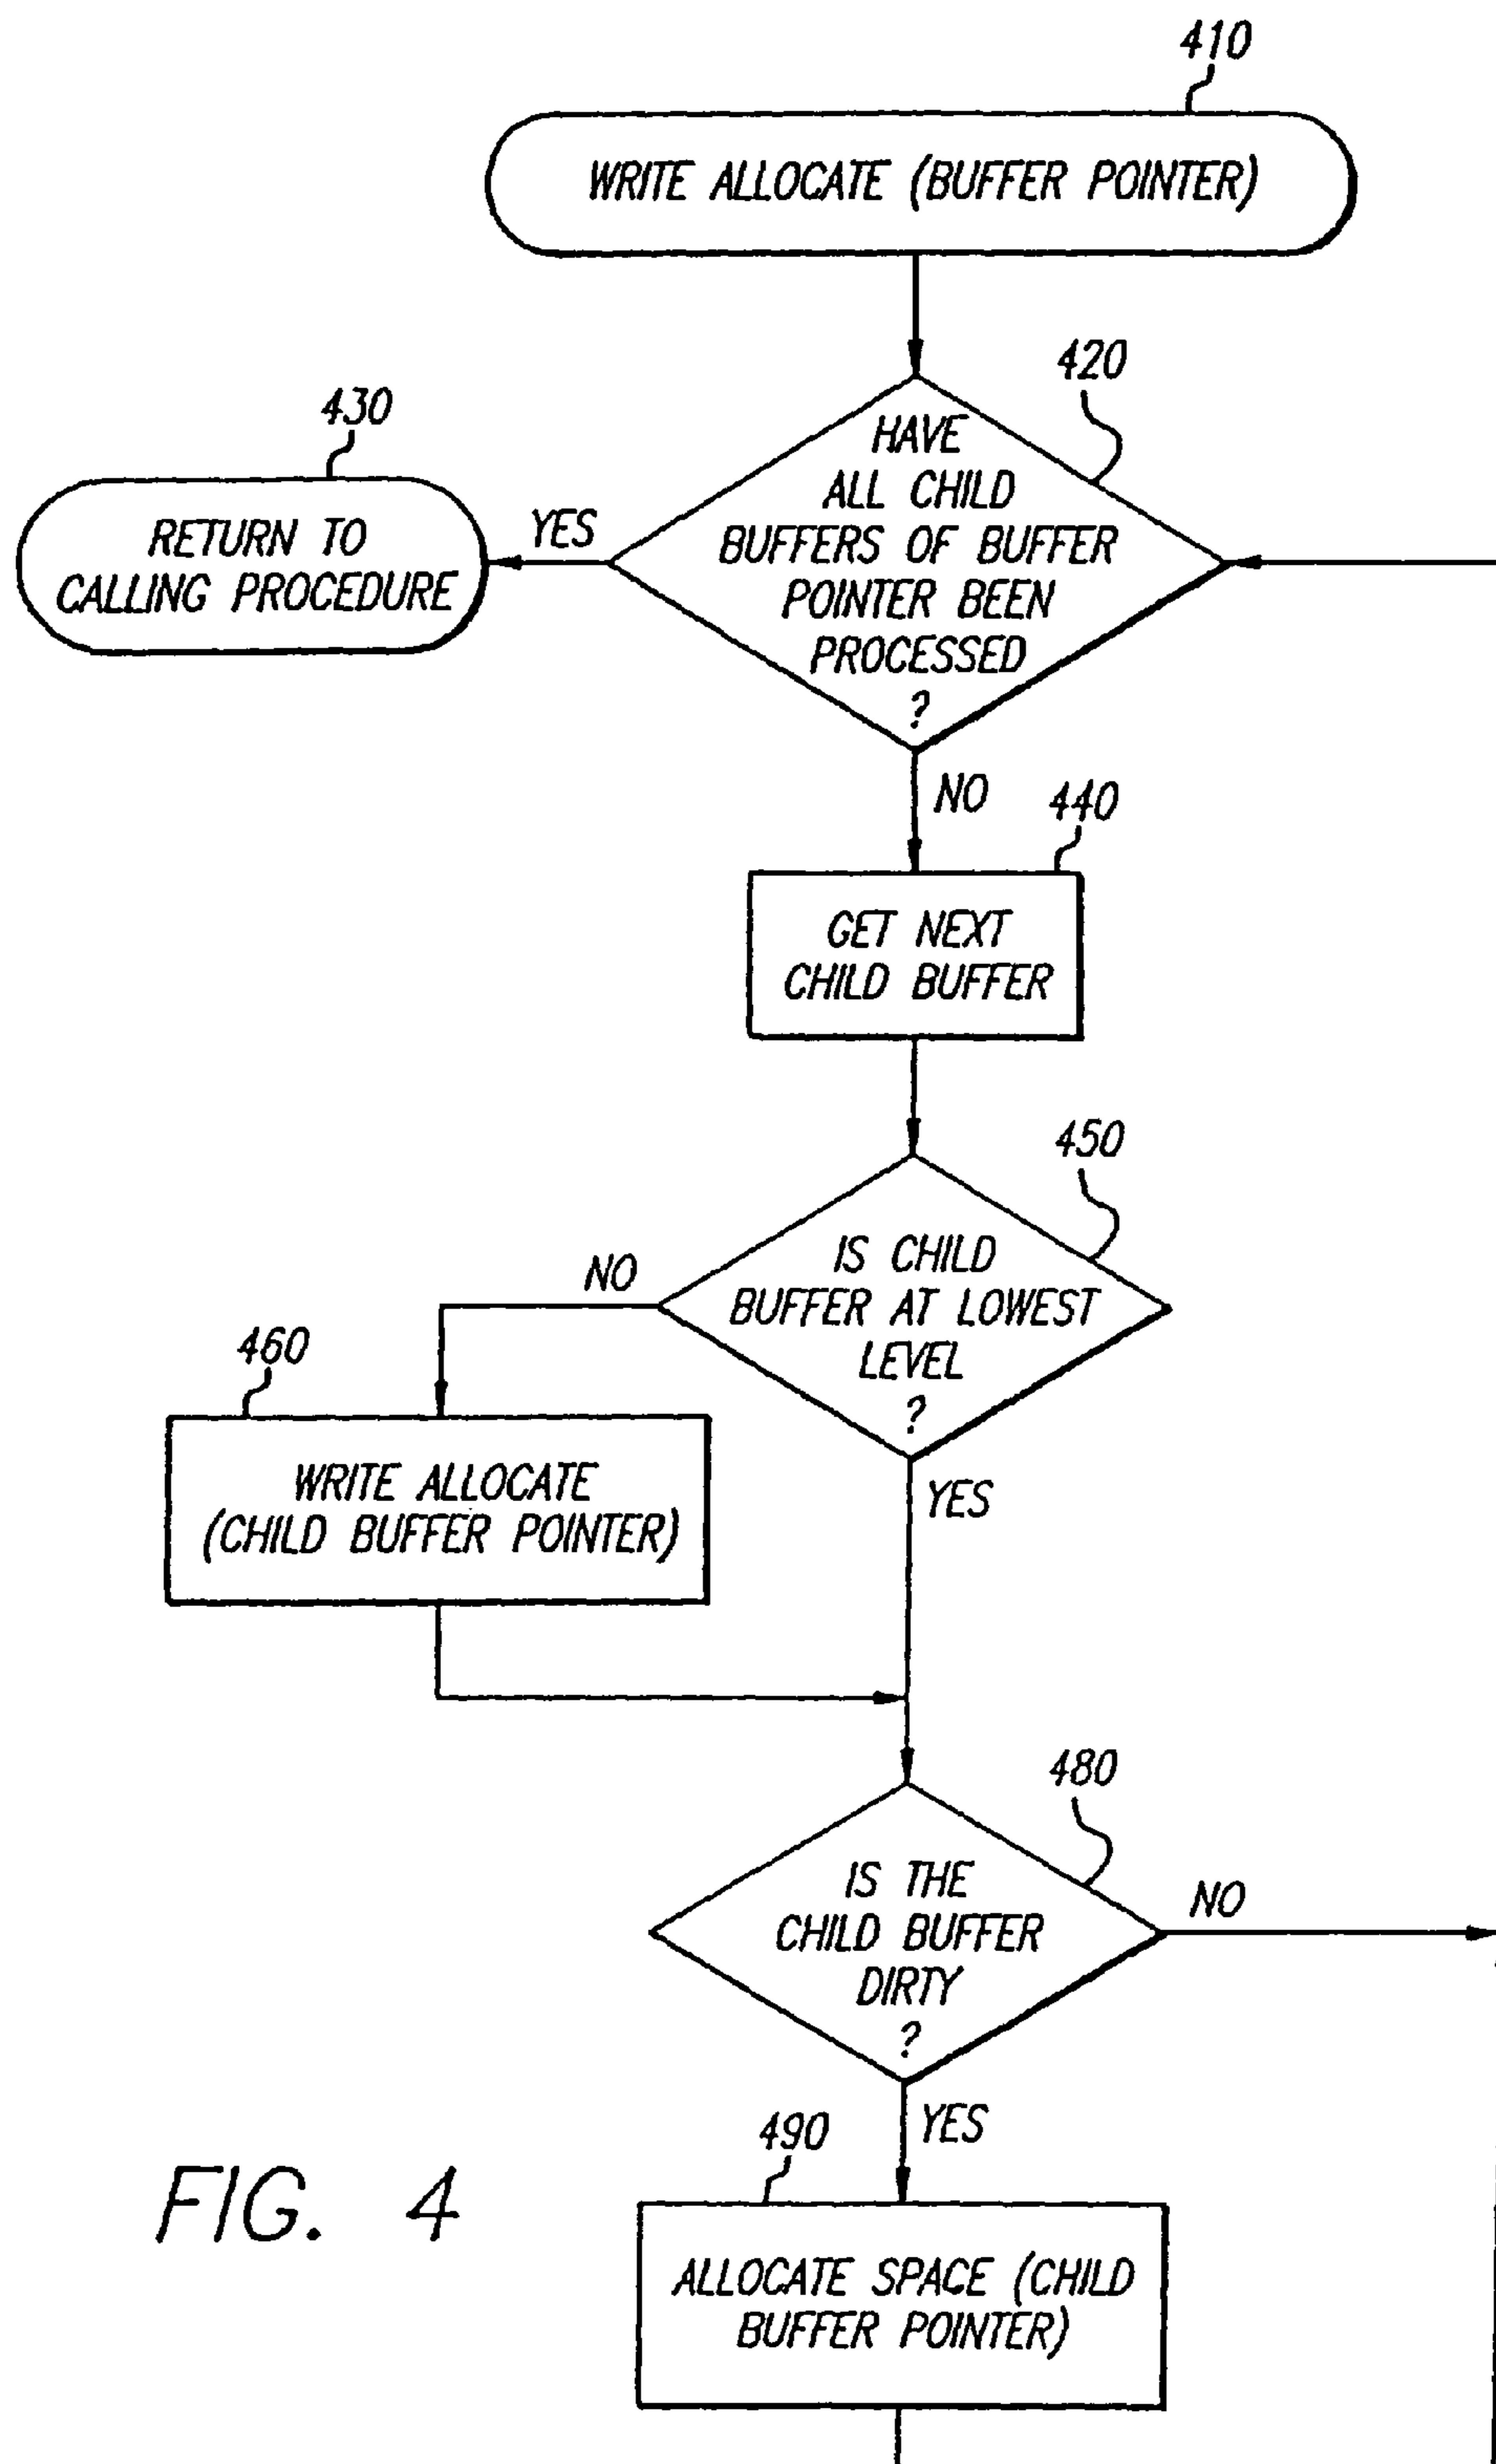 410
WRITE ALLOCATE (BUFFER POINTER)
420
HAVE
ALL CHILD
BUFFERS OF BUFFER
POINTER BEEN
PROCESSED
?
430
YES
RETURN TO
CALLING PROCEDURE
NO
440
GET NEXT
CHILD BUFFER
450
IS CHILD
BUFFER AT LOWEST
LEVEL
?
NO
460
WRITE ALLOCATE
(CHILD BUFFER POINTER)
YES
480
IS THE
CHILD BUFFER
DIRTY
?
NO
YES
490
ALLOCATE SPACE (CHILD
BUFFER POINTER)
FIG. 4